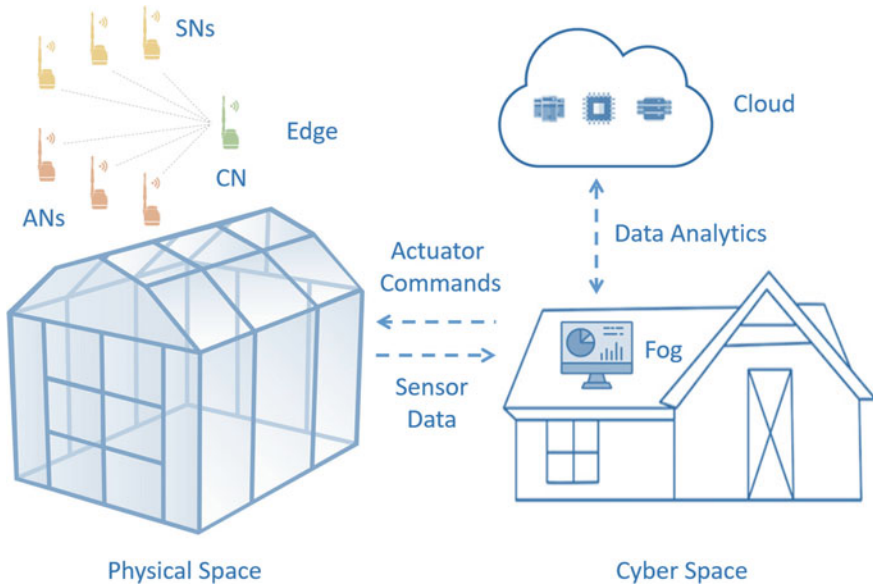 SNs
Edge
CN
ANs
Cloud
Data Analytics
Actuator
Commands
Fog
Sensor
Data
Physical Space
Cyber Space